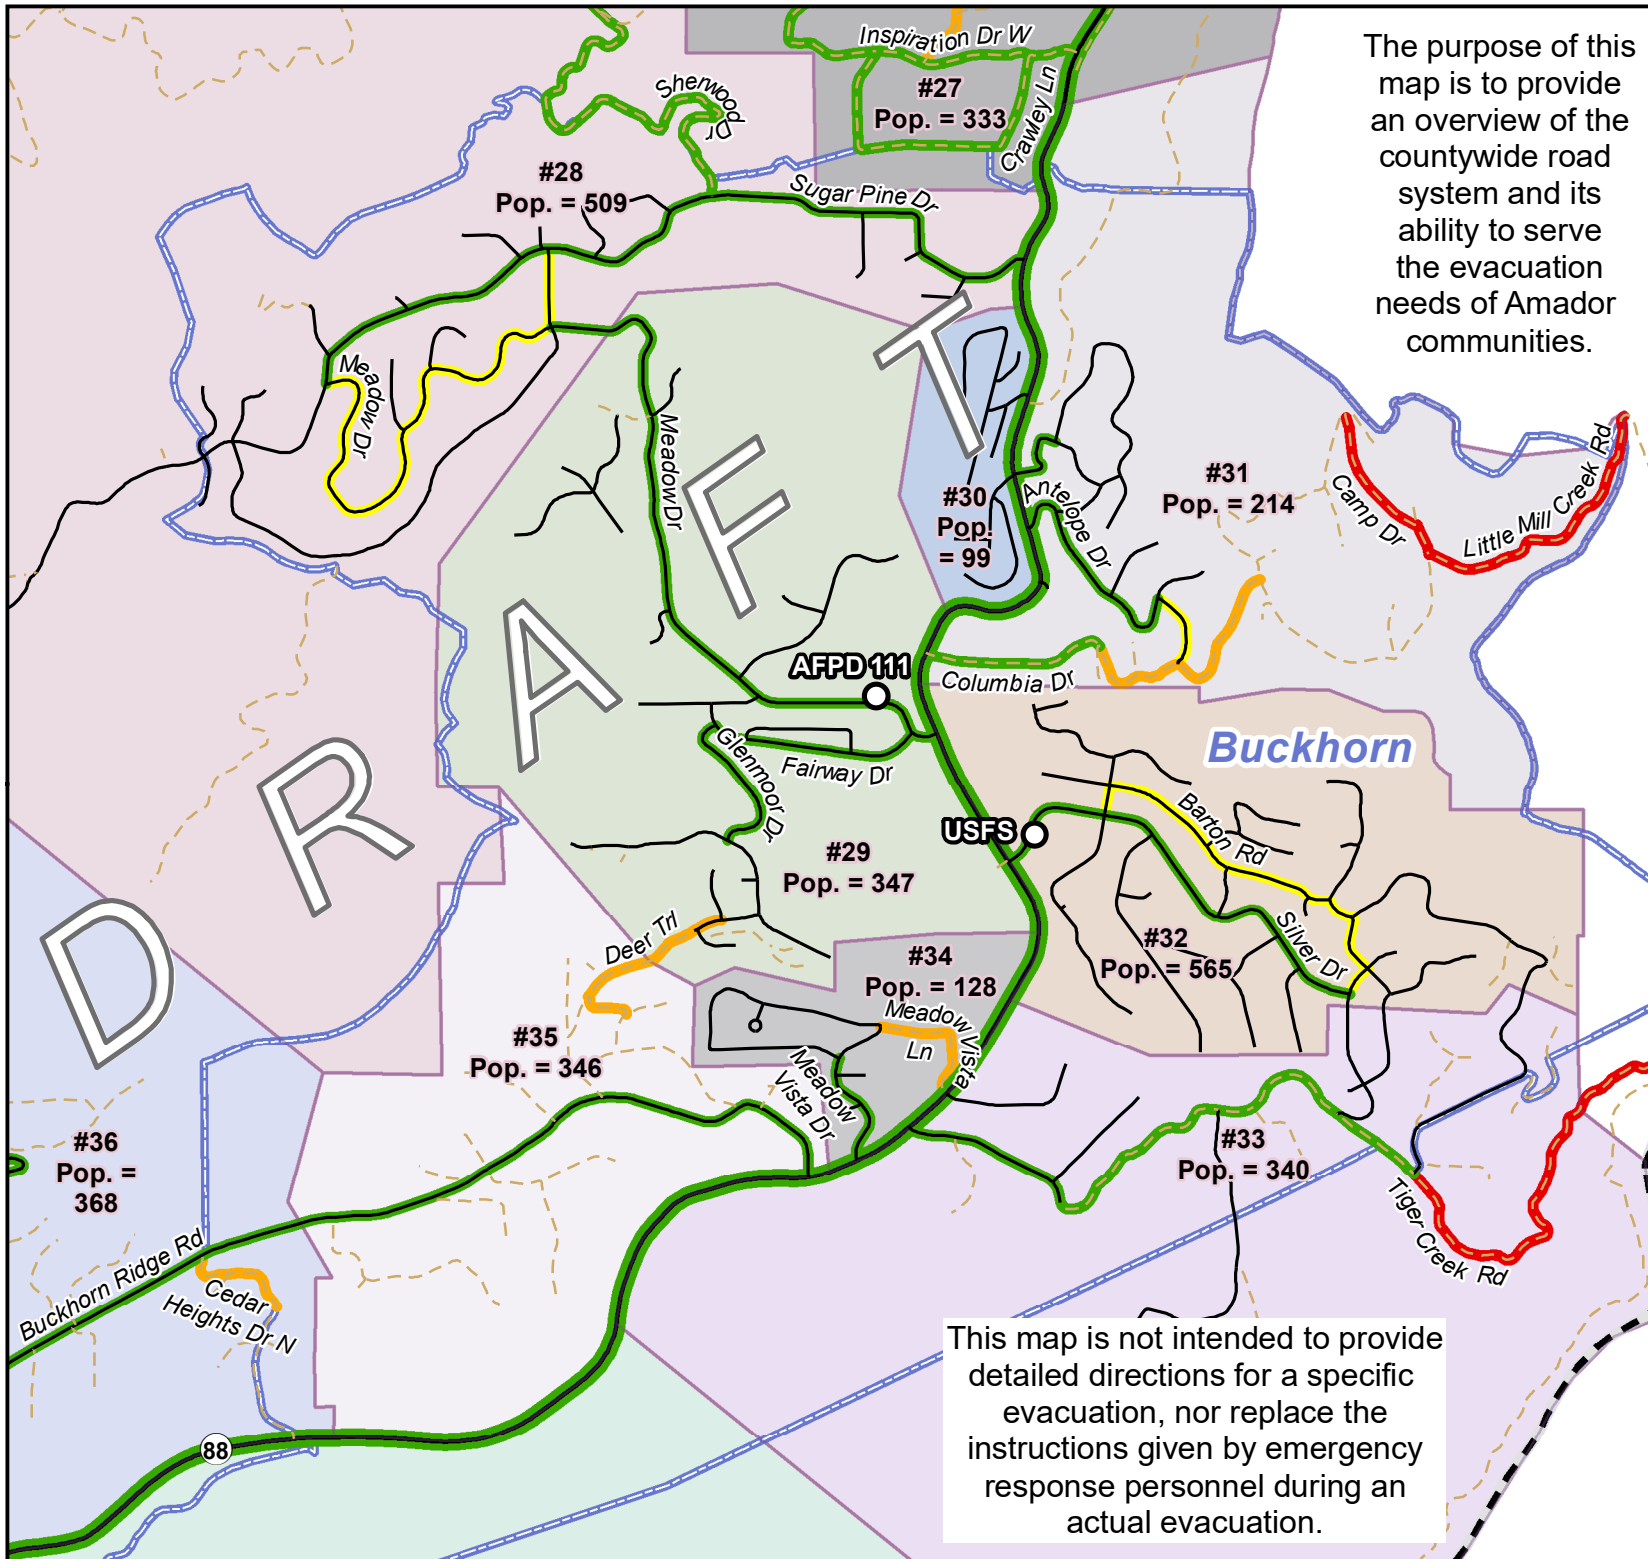 The purpose of this
map is to provide
an overview of the
countywide road
system and its
ability to serve
the evacuation
needs of Amador
communities.
Inspiration Dr W
#27
Pop. = 333
Crawley Ln
Sherwood
Dr
#28
Pop. = 509
Sugar Pine Dr
Meadow Dr
Meadow Dr
DRAFT
#30
Pop.
= 99
Antelope Dr
#31
Pop. = 214
Camp Dr
Little Mill Creek Rd
AFPD 111
Columbia Dr
Buckhorn
Glenmoor Dr
Fairway Dr
USFS
Barton Rd
#29
Pop. = 347
Deer Trl
#32
Pop. = 565
Silver Dr
#34
Pop. = 128
Meadow Vista
Ln
Meadow
Vista Dr
#35
Pop. = 346
#36
Pop. =
368
#33
Pop. = 340
Tiger Creek Rd
Buckhorn Ridge Rd
Cedar
Heights Dr N
88
This map is not intended to provide
detailed directions for a specific
evacuation, nor replace the
instructions given by emergency
response personnel during an
actual evacuation.